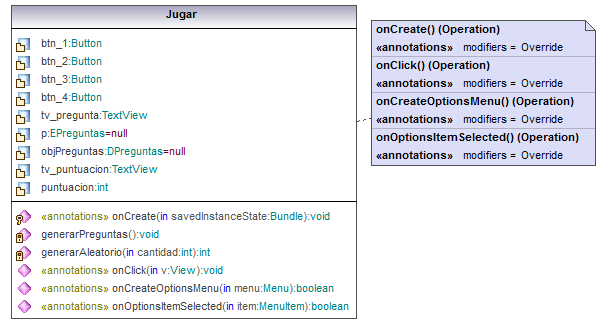 Jugar
btn_1:Button
btn_2:Button
btn_3:Button
btn_4:Button
tv_pregunta:TextView
p:EPreguntas=null
objPreguntas:DPreguntas=null
tv_puntuacion:TextView
puntuacion:int
«annotations» onCreate(in savedInstanceState:Bundle):void
generarPreguntas():void
generarAleatorio(in cantidad:int):int
«annotations» onClick(in v:View):void
«annotations» onCreateOptionsMenu(in menu:Menu):boolean
«annotations» onOptionsItemSelected(in item:MenuItem):boolean
onCreate() (Operation)
«annotations» modifiers = Override
onClick() (Operation)
«annotations» modifiers = Override
onCreateOptionsMenu() (Operation)
«annotations» modifiers = Override
onOptionsItemSelected() (Operation)
«annotations» modifiers = Override